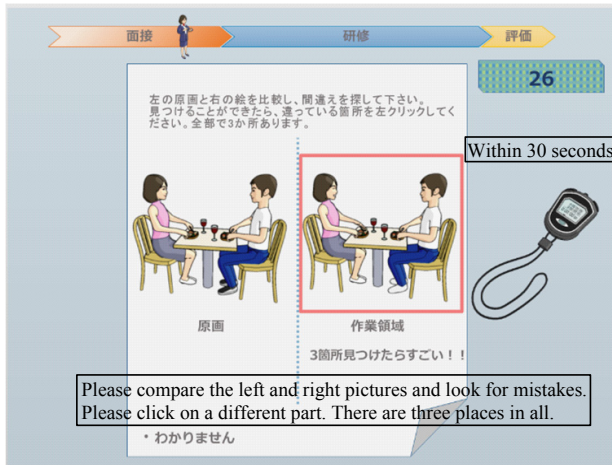 面接
研修
評価
26
左の原画と右の絵を比較し、間違えを探して下さい。
見つけることができたら、違っている箇所を左クリックしてく
ださい。全部で3か所あります。
Within 30 seconds
原画
作業領域
3箇所見つけたらすごい！！
Please compare the left and right pictures and look for mistakes.
Please click on a different part. There are three places in all.
・わかりません